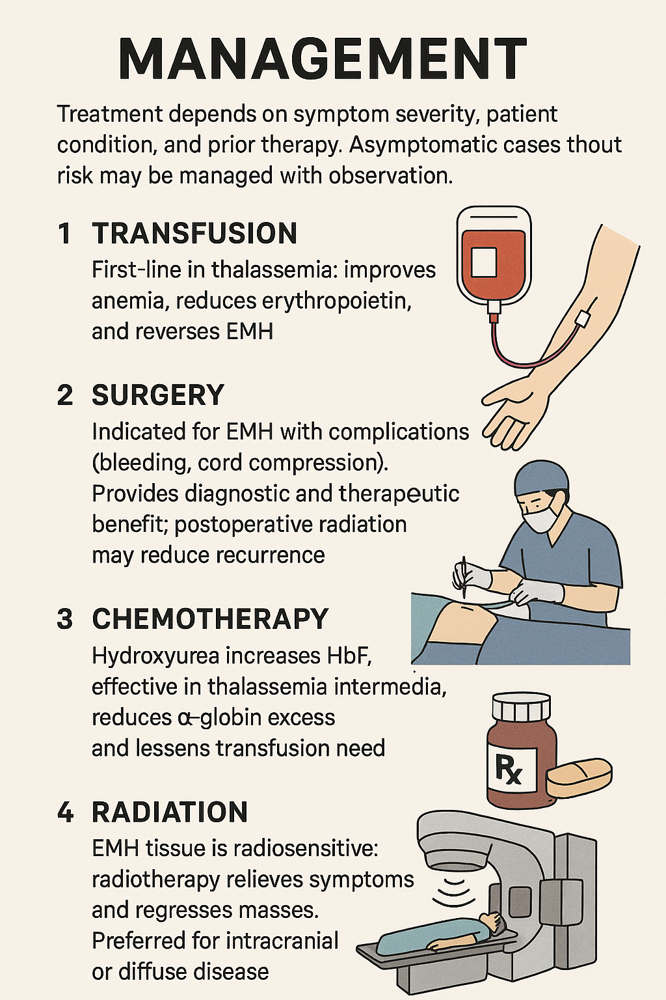 MANAGEMENT
Treatment depends on symptom severity, patient
condition, and prior therapy. Asymptomatic cases thout
risk may be managed with observation.
1 TRANSFUSION
First-line in thalassemia: improves
anemia, reduces erythropoietin,
and reverses EMH
2 SURGERY
Indicated for EMH with complications
(bleeding, cord compression).
Provides diagnostic and therapeutic
benefit; postoperative radiation
may reduce recurrence
3 CHEMOTHERAPY
Hydroxyurea increases HbF,
effective in thalassemia intermedia,
reduces α-globin excess
and lessens transfusion need
Rx
4 RADIATION
EMH tissue is radiosensitive:
radiotherapy relieves symptoms
and regresses masses.
Preferred for intracranial
or diffuse disease